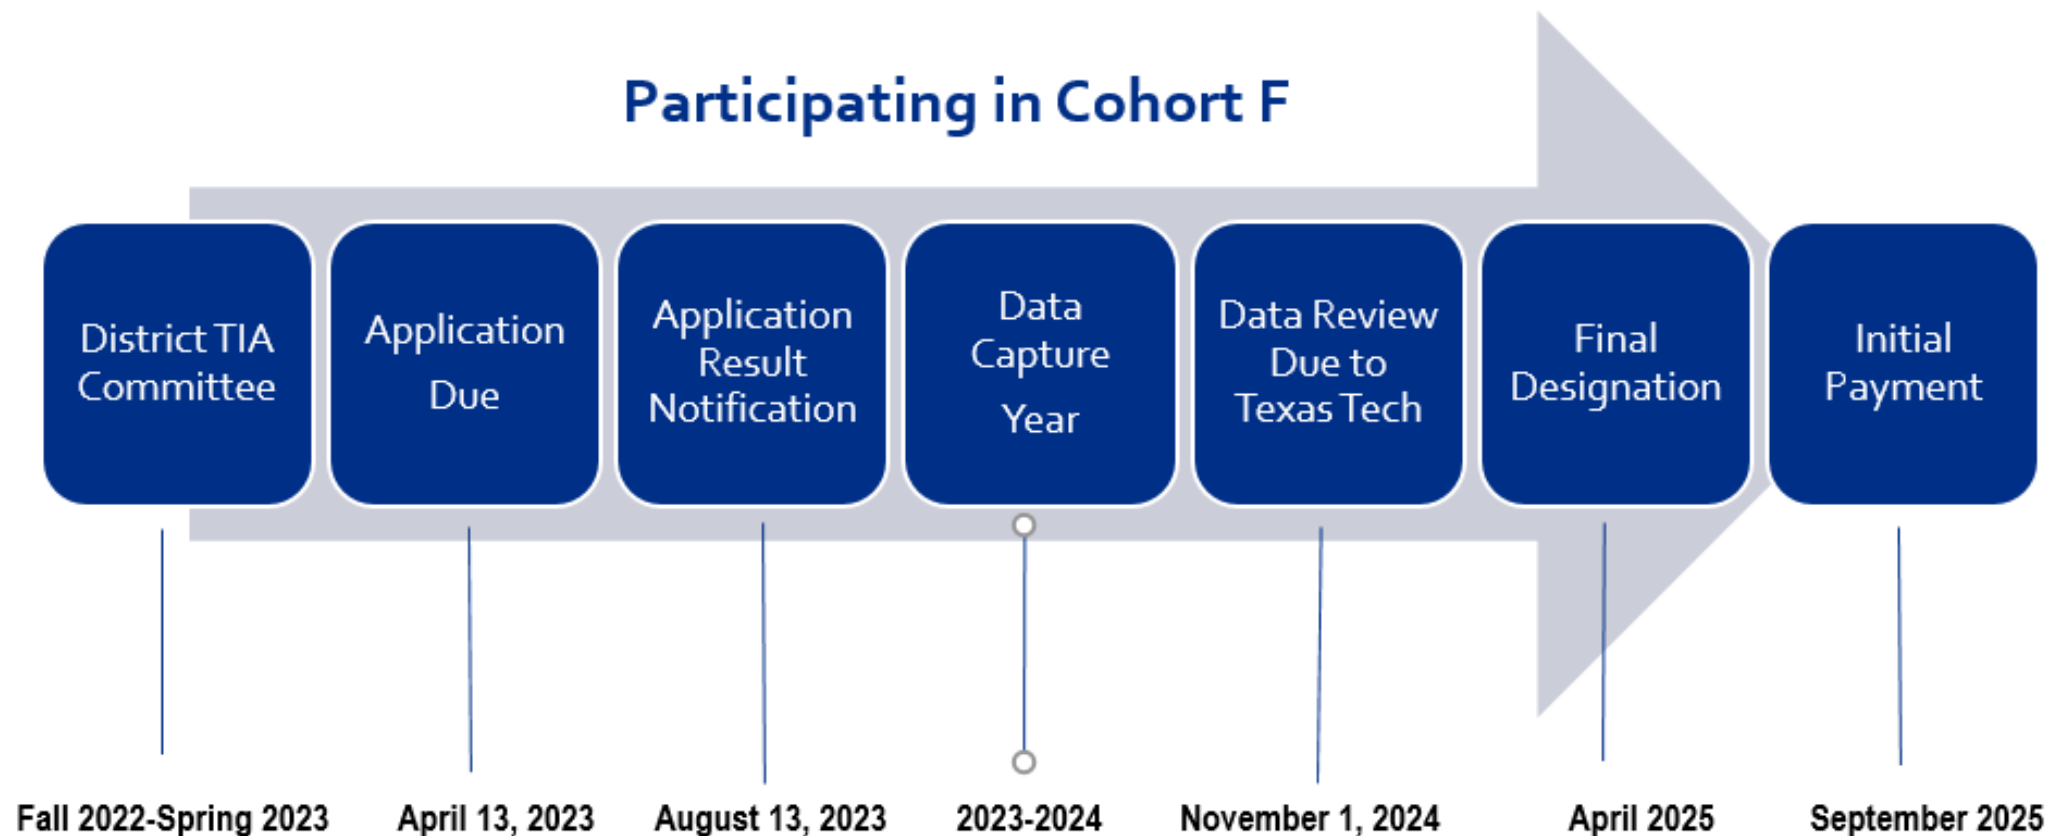 Participating in Cohort F
District TIA
Committee
Application
Due
Application
Result
Notification
Data
Capture
Year
Data Review
Due to
Texas Tech
Final
Designation
Initial
Payment
Fall 2022-Spring 2023
April 13, 2023
August 13, 2023
2023-2024
November 1, 2024
April 2025
September 2025